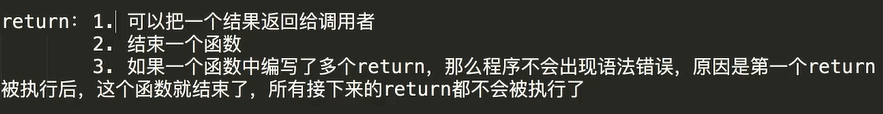 return: 1. 可以把一个结果返回给调用者
2. 结束一个函数
3. 如果一个函数中编写了多个return, 那么程序不会出现语法错误, 原因是第一个return
被执行后, 这个函数就结束了, 所有接下来的return都不会被执行了